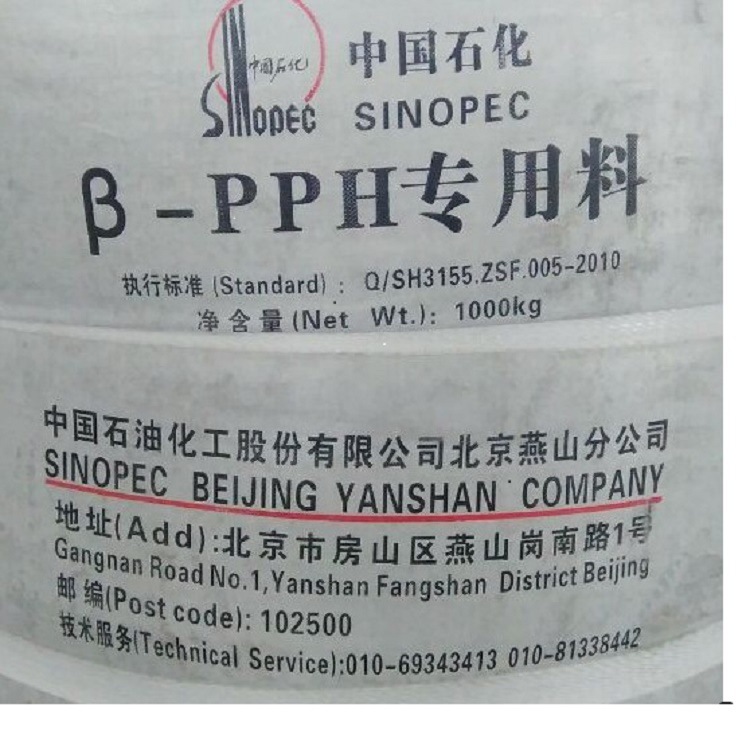 中国石化
SINOPEC
中国石化
SINOPEC
β-PPH专用料
执行标准(Standard): Q/SH3155.ZSF.005-2010
净含量(Net Wt.): 1000kg
中国石油化工股份有限公司北京燕山分公司
SINOPEC BEIJING YANSHAN COMPANY
地址(Add):北京市房山区燕山岗南路1号
Gangnan Road No.1,Yanshan Fangshan District Beijing
邮编(Post code): 102500
技术服务(Technical Service):010-69343413 010-81338442